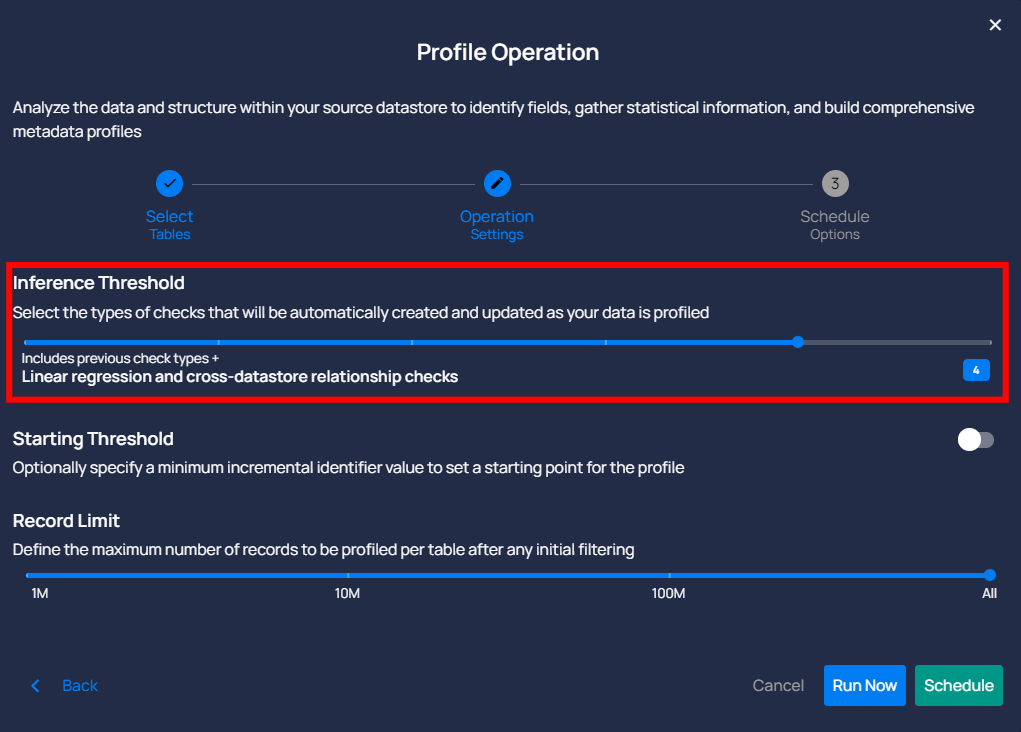 Profile Operation
Analyze the data and structure within your source datastore to identify fields, gather statistical information, and build comprehensive
metadata profiles
3
Select
Tables
Operation
Settings
Schedule
Options
Inference Threshold
Select the types of checks that will be automatically created and updated as your data is profiled
Includes previous check types +
Linear regression and cross-datastore relationship checks
4
Starting Threshold
Optionally specify a minimum incremental identifier value to set a starting point for the profile
Record Limit
Define the maximum number of records to be profiled per table after any initial filtering
1M 10M 100M All
Back Cancel Run Now Schedule